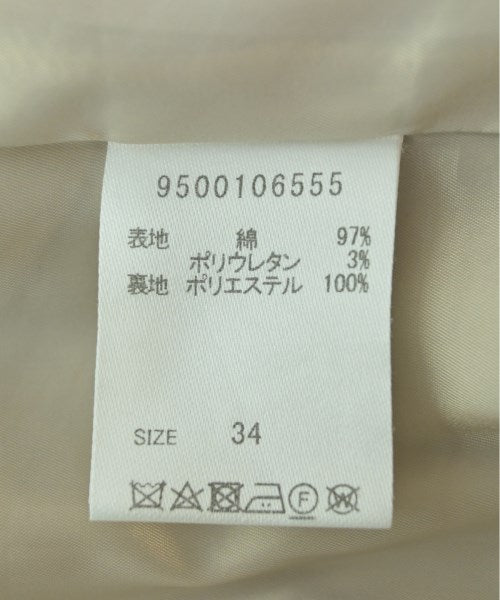 9500106555
表地 綿 97%
ポリウレタン 3%
裏地 ポリエステル 100%
SIZE 34
F W